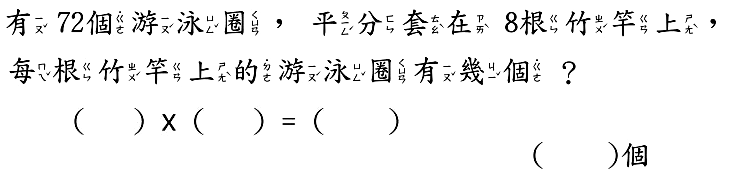 有 72個游泳圈，平分套在 8根竹竿上，
每根竹竿上的游泳圈有幾個？
(　　) X (　　) = (　　)
(　　)個